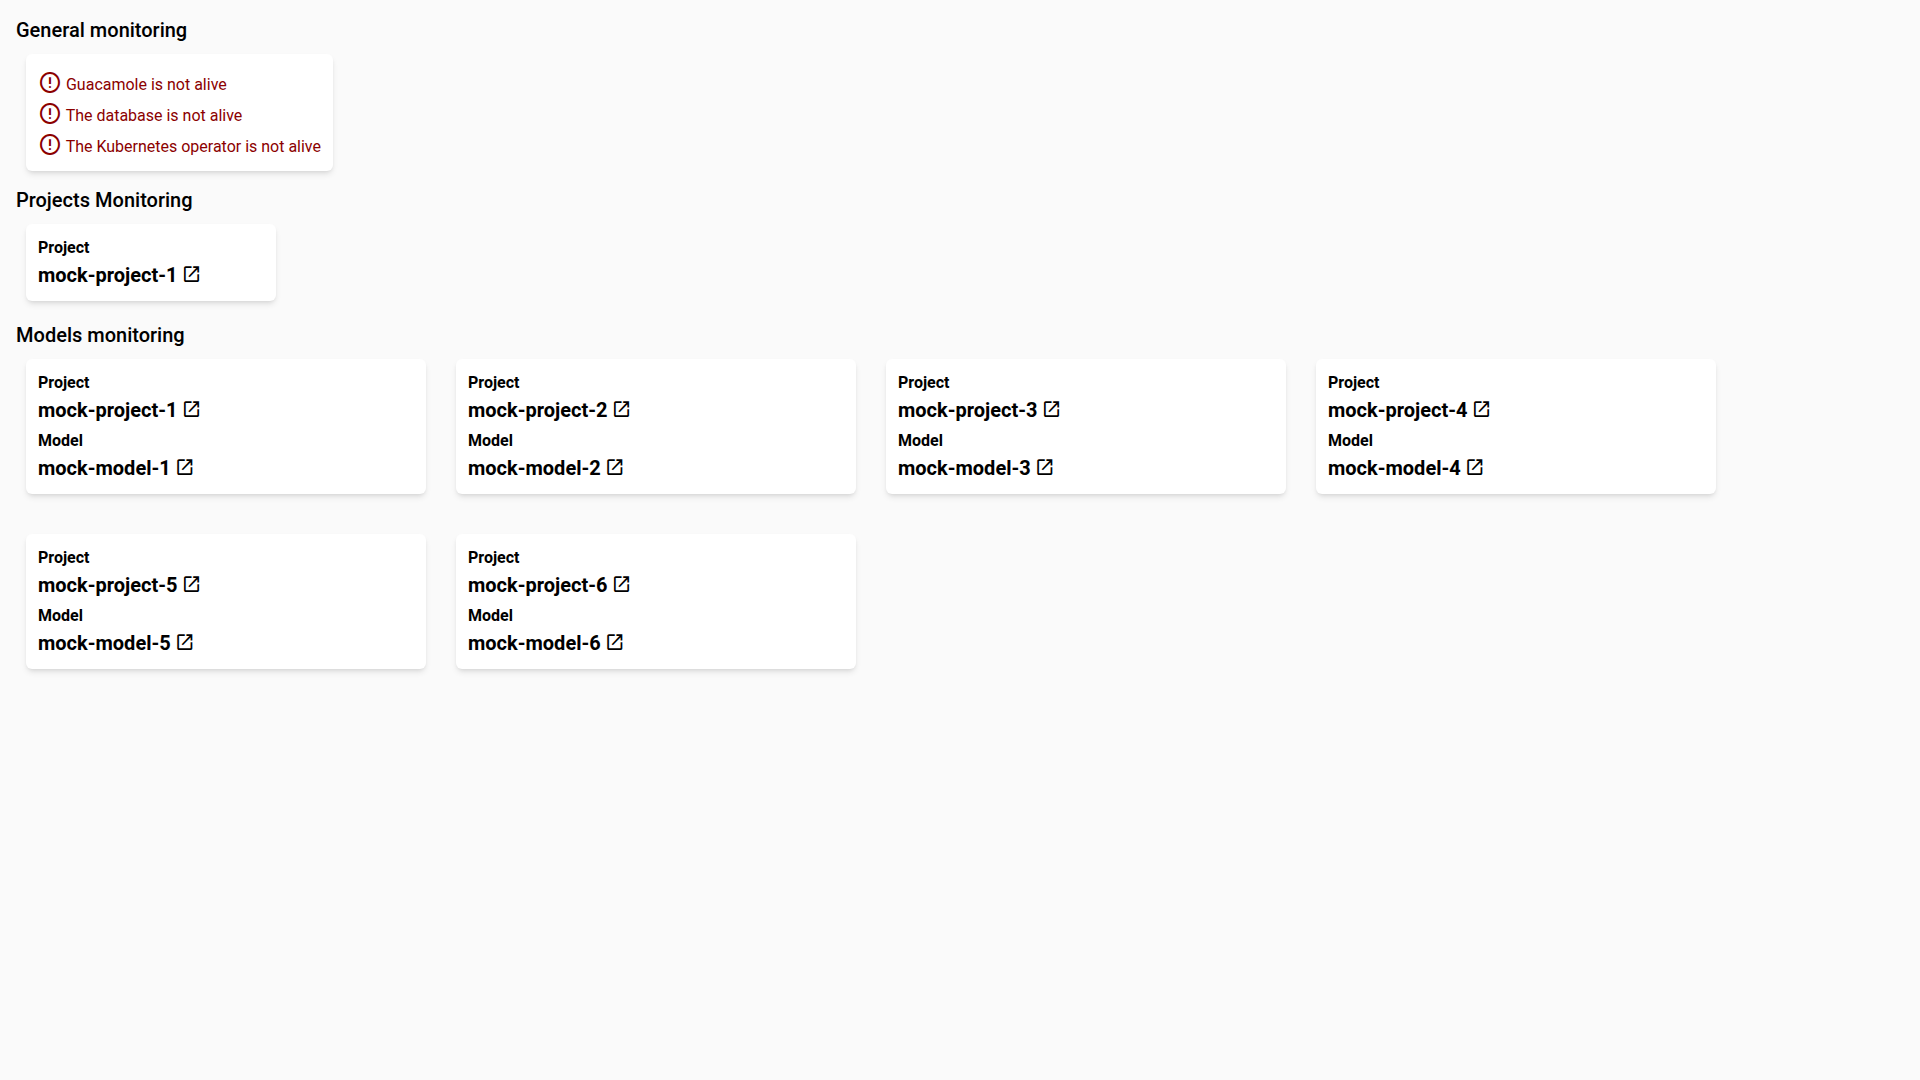 General monitoring
Guacamole is not alive
The database is not alive
The Kubernetes operator is not alive
Projects Monitoring
Project
mock-project-1
Models monitoring
Project
mock-project-1
Model
mock-model-1
Project
mock-project-2
Model
mock-model-2
Project
mock-project-3
Model
mock-model-3
Project
mock-project-4
Model
mock-model-4
Project
mock-project-5
Model
mock-model-5
Project
mock-project-6
Model
mock-model-6